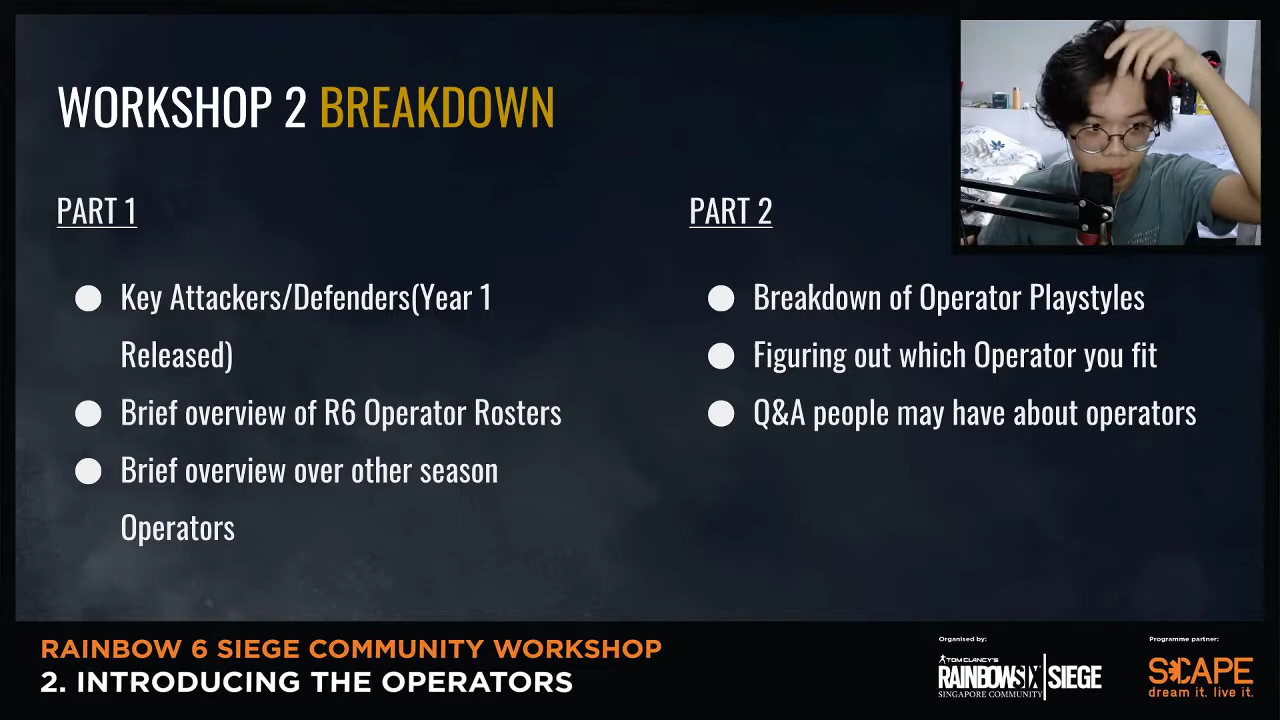 WORKSHOP 2 BREAKDOWN
PART 1
● Key Attackers/Defenders(Year 1
Released)
● Brief overview of R6 Operator Rosters
● Brief overview over other season
Operators
PART 2
● Breakdown of Operator Playstyles
● Figuring out which Operator you fit
● Q&A people may have about operators
RAINBOW 6 SIEGE COMMUNITY WORKSHOP
2. INTRODUCING THE OPERATORS
Organised by:
TOM CLANCY'S
RAINBOWSIX|SIEGE
SINGAPORE COMMUNITY
Programme partner:
SCAPE
dream it. live it.